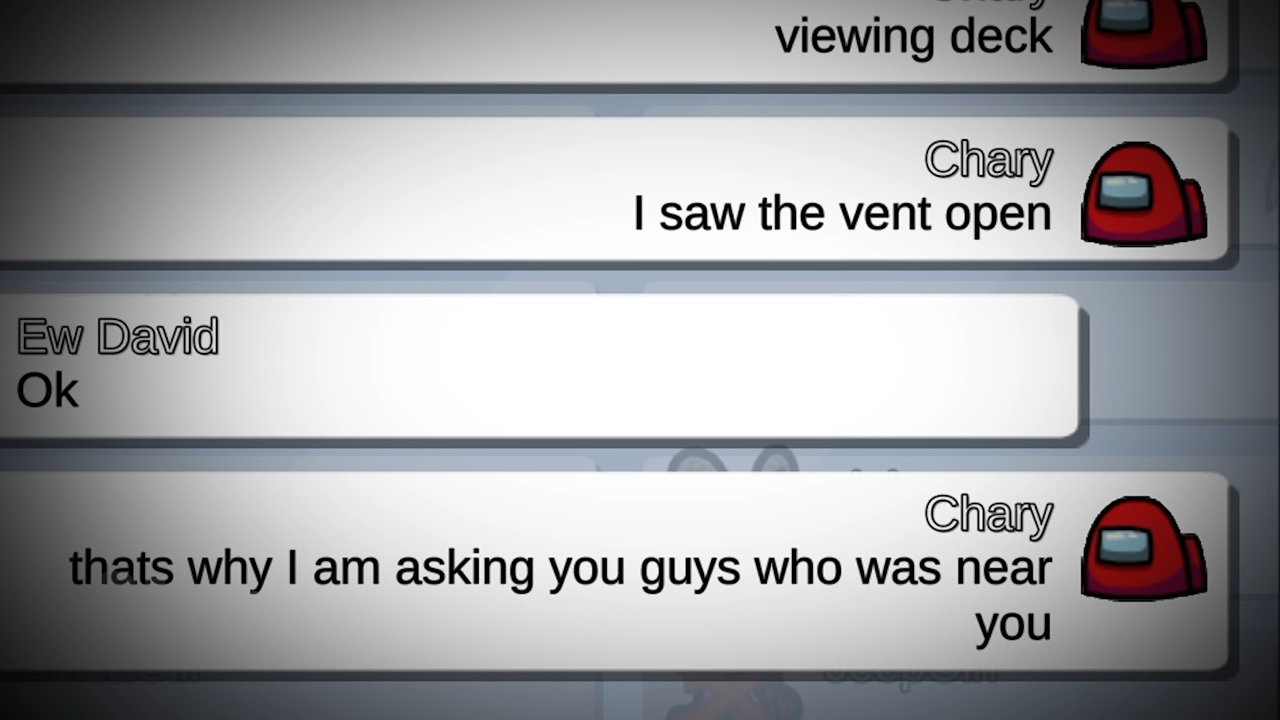 viewing deck
Chary
I saw the vent open
Ew David
Ok
Chary
thats why I am asking you guys who was near
you